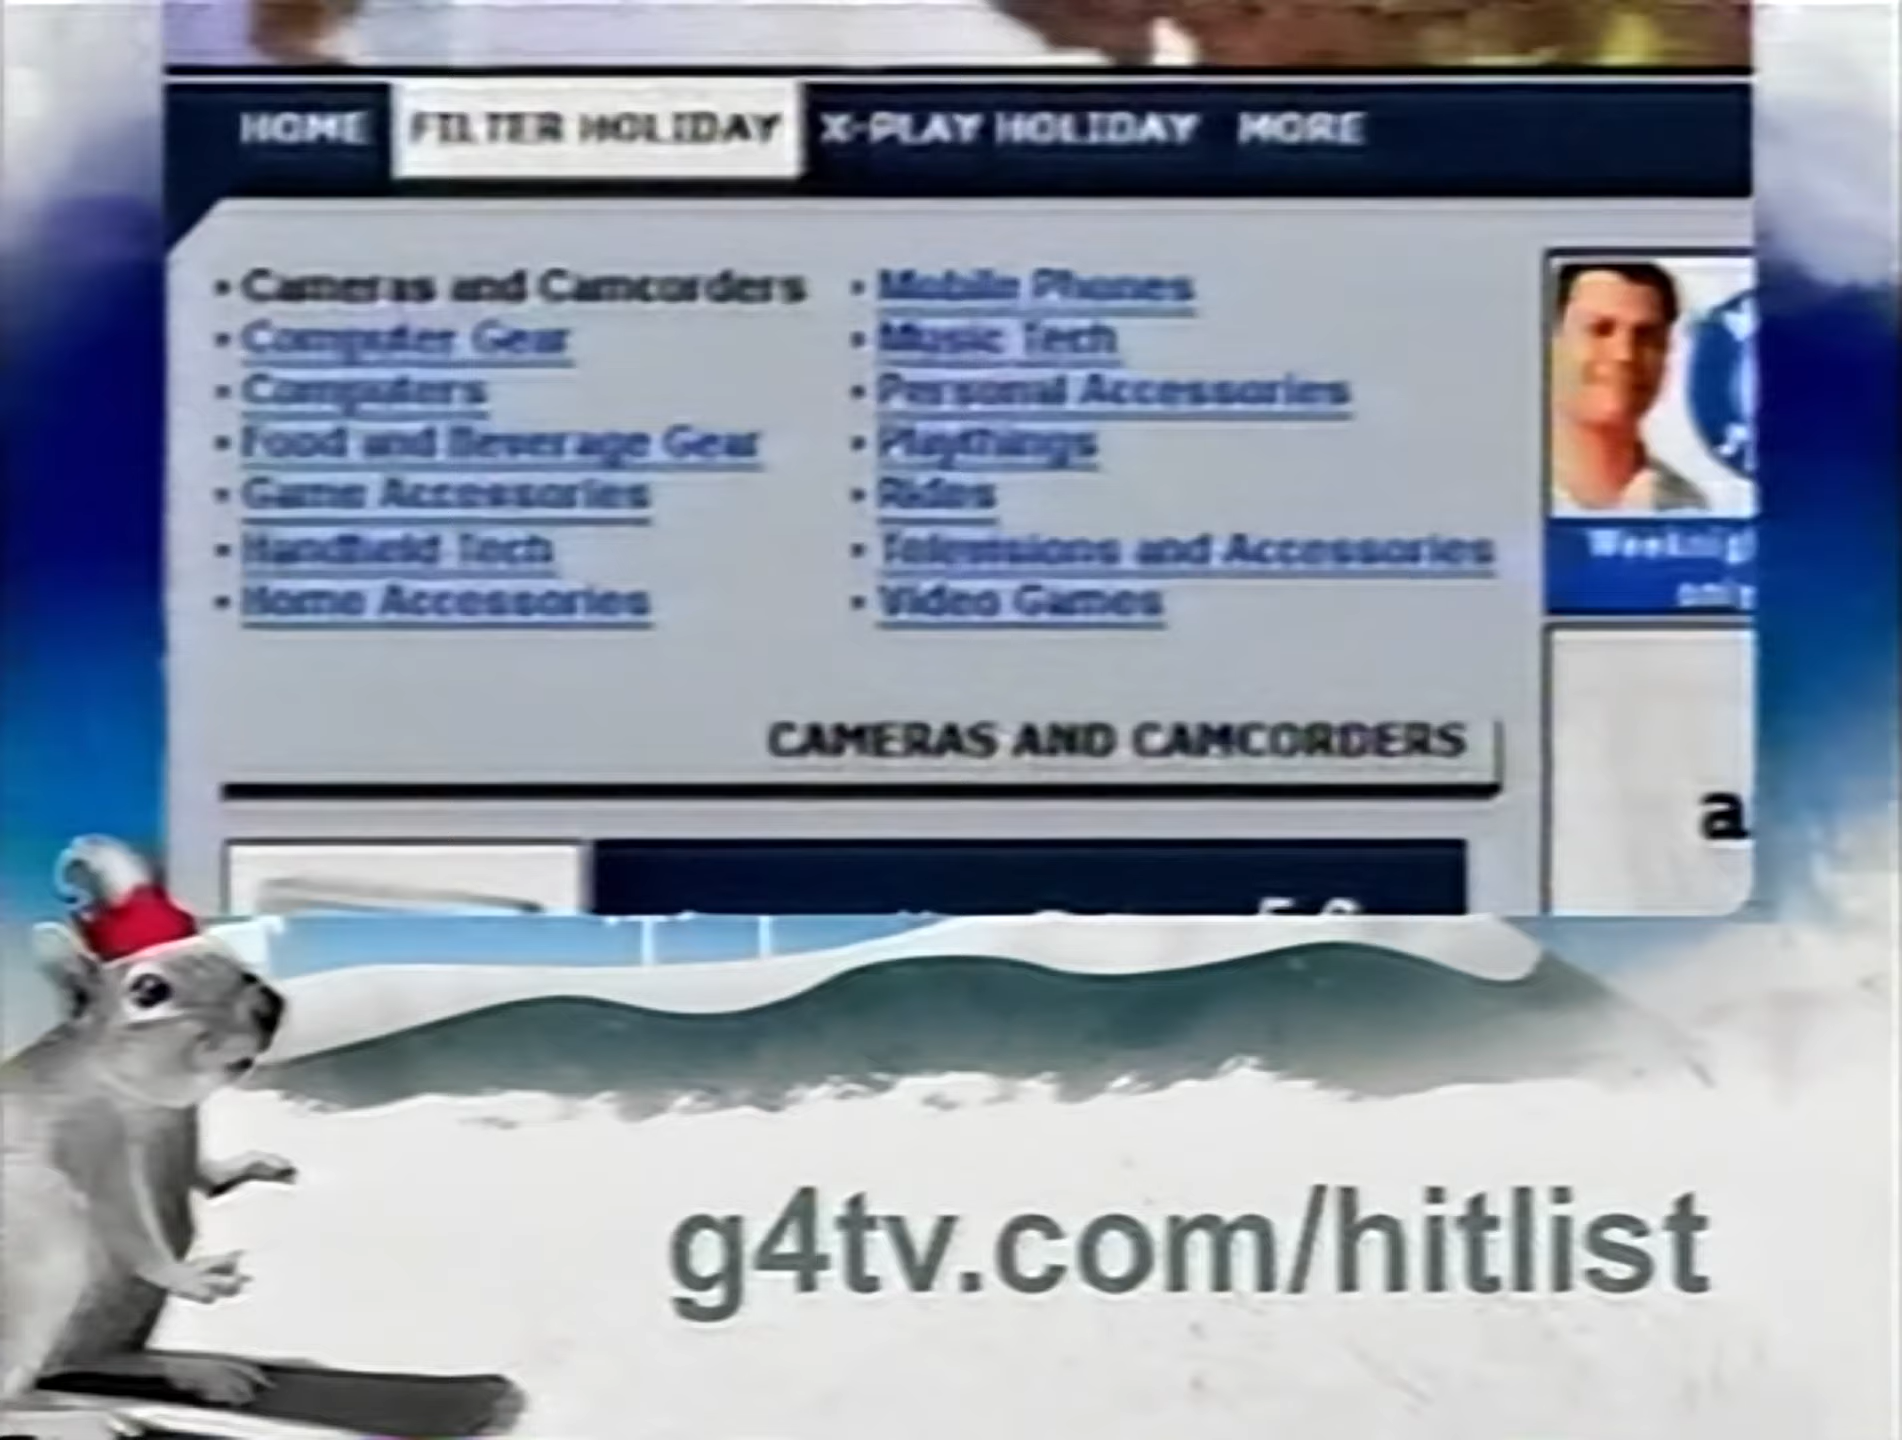 HOME FILTER HOLIDAY X-PLAY HOLIDAY MORE
• Cameras and Camcorders
• Computer Gear
• Computers
• Food and Beverage Gear
• Game Accessories
• Handheld Tech
• Home Accessories
• Mobile Phones
• Music Tech
• Personal Accessories
• Playthings
• Rides
• Televisions and Accessories
• Video Games
CAMERAS AND CAMCORDERS
a
g4tv.com/hitlist